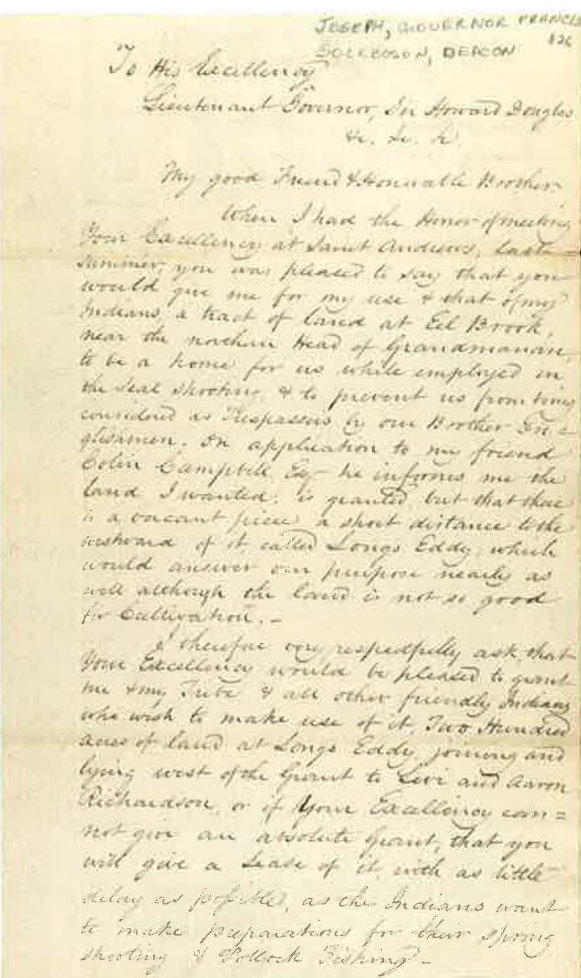 JOSEPH, GOVERNOR FRANCIS
126
SOCKBOSON, DEACON
To His Excellency
Lieutenant Governor, Sir Howard Douglas
&c. &c. &c.
My good Friend & Honorable Brother
When I had the Honor of meeting
Your Excellency at Saint Andrews, last
summer, you was pleased to say that you
would give me for my use & that of my
Indians, a tract of land at Eel Brook,
near the northern Head of Grandmanan,
to be a home for us while employed in
the Seal Shooting, & to prevent us from being
considered as Trespassers by our Brother En=
glishmen. On application to my friend
Colin Campbell Esqr he informs me the
land I wanted, is granted, but that there
is a vacant piece a short distance to the
westward of it called Longs Eddy, which
would answer our purpose nearly as
well although the land is not so good
for Cultivation. –
I therefore very respectfully ask, that
Your Excellency would be pleased to grant
me & my Tribe & all other friendly Indians
who wish to make use of it, Two Hundred
acres of land at Longs Eddy, joining and
lying west of the Grant to Levi and Aaron
Richardson, or if Your Excellency can=
not give an absolute Grant, that you
will give a Lease of it, with as little
delay as possible, as the Indians want
to make preparations for their spring
shooting & Pollock Fishing –